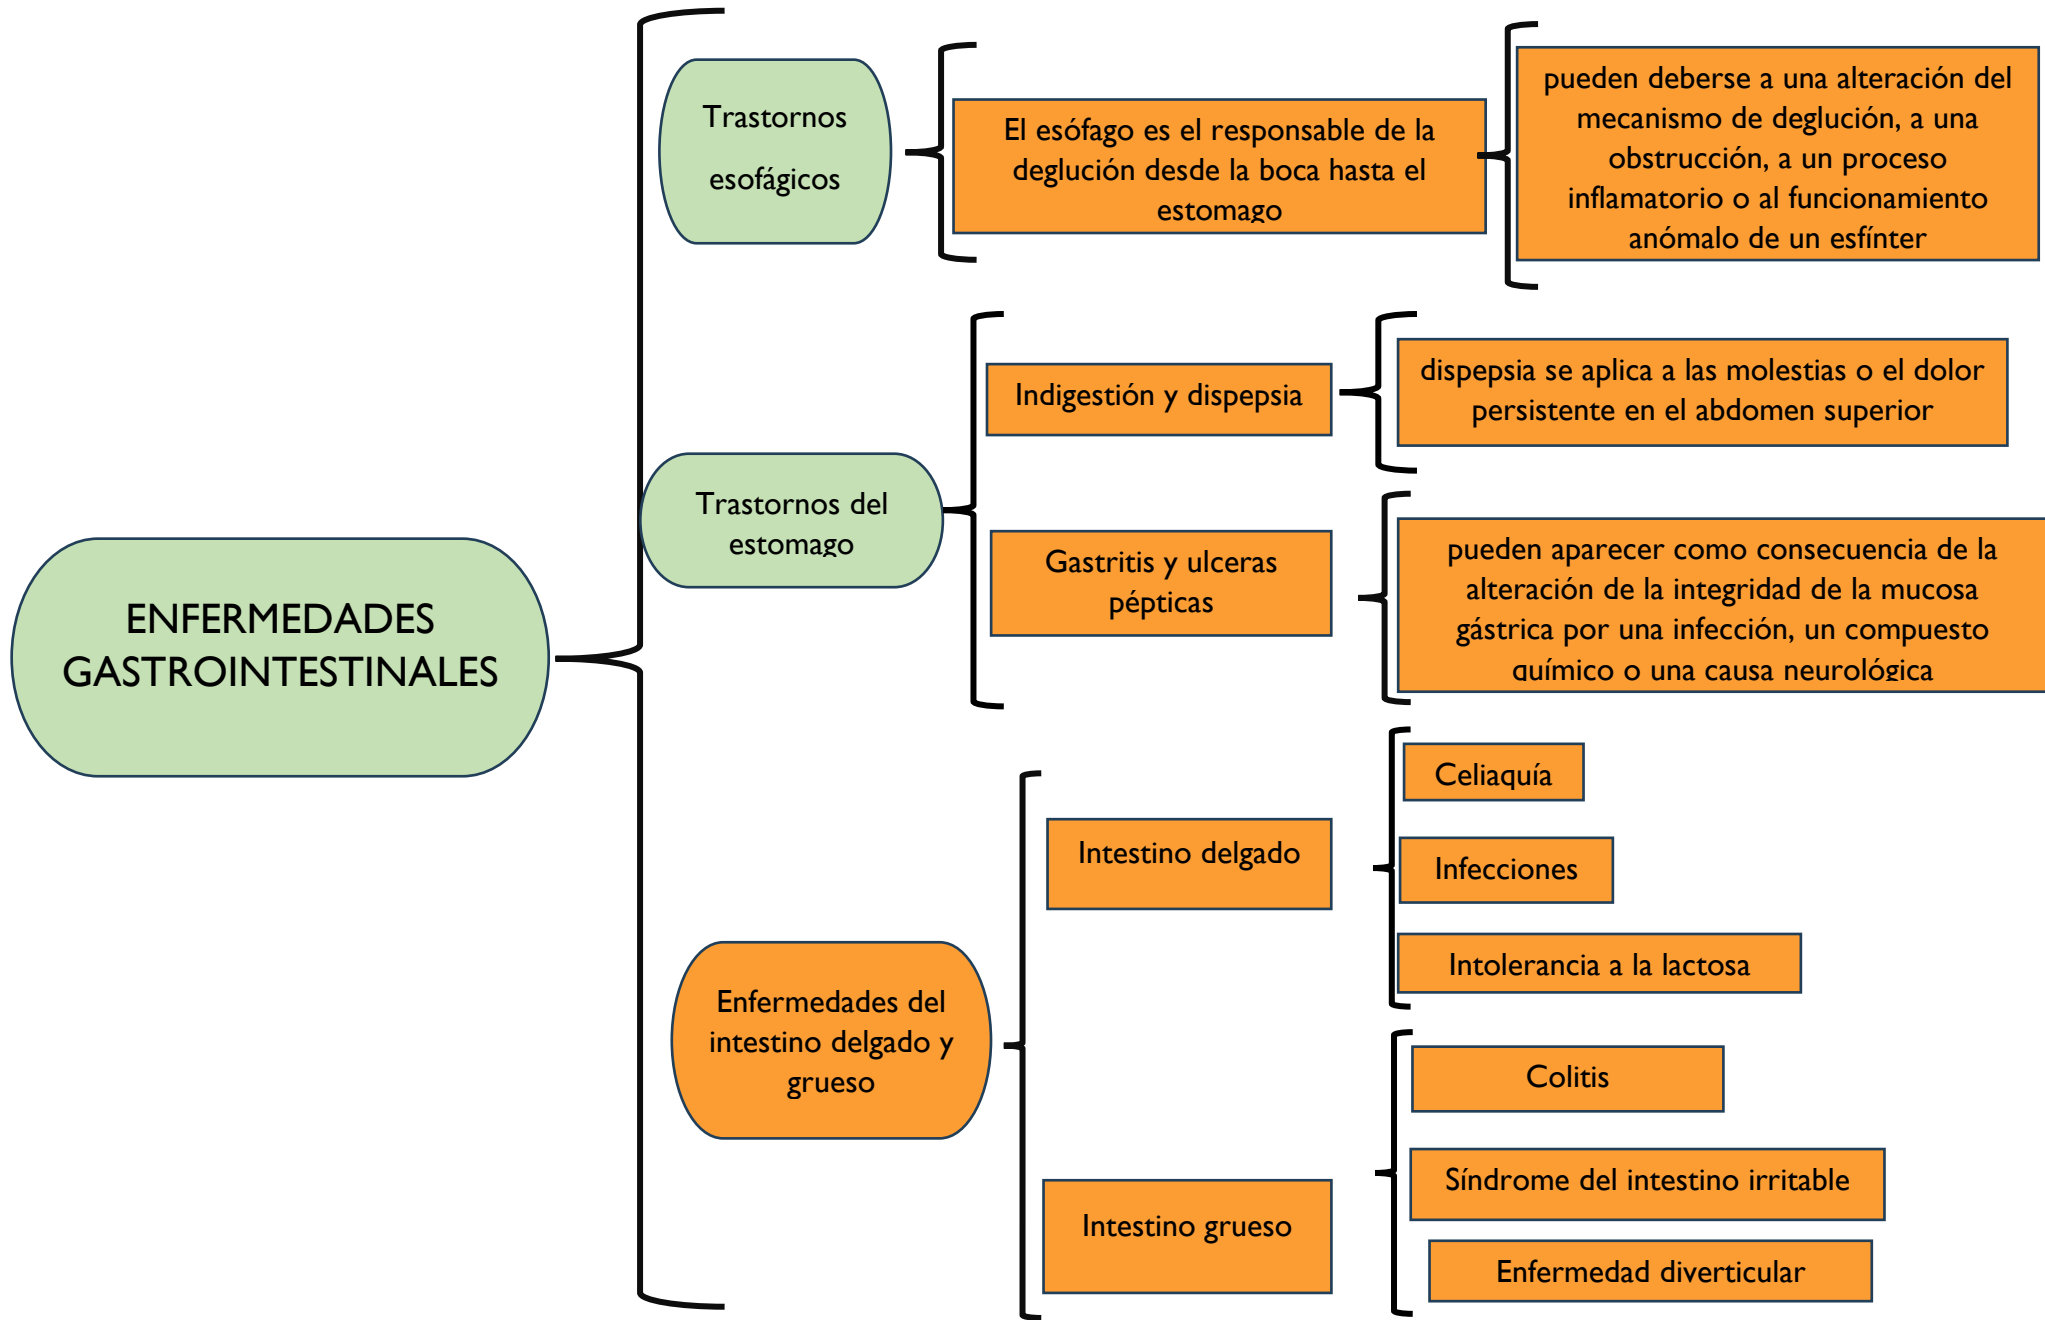 ENFERMEDADES
GASTROINTESTINALES
Trastornos
esofágicos
El esófago es el responsable de la
deglución desde la boca hasta el
estomago
pueden deberse a una alteración del
mecanismo de deglución, a una
obstrucción, a un proceso
inflamatorio o al funcionamiento
anómalo de un esfínter
Trastornos del
estomago
Indigestión y dispepsia
dispepsia se aplica a las molestias o el dolor
persistente en el abdomen superior
Gastritis y ulceras
pépticas
pueden aparecer como consecuencia de la
alteración de la integridad de la mucosa
gástrica por una infección, un compuesto
químico o una causa neurológica
Enfermedades del
intestino delgado y
grueso
Intestino delgado
Celiaquía
Infecciones
Intolerancia a la lactosa
Intestino grueso
Colitis
Síndrome del intestino irritable
Enfermedad diverticular